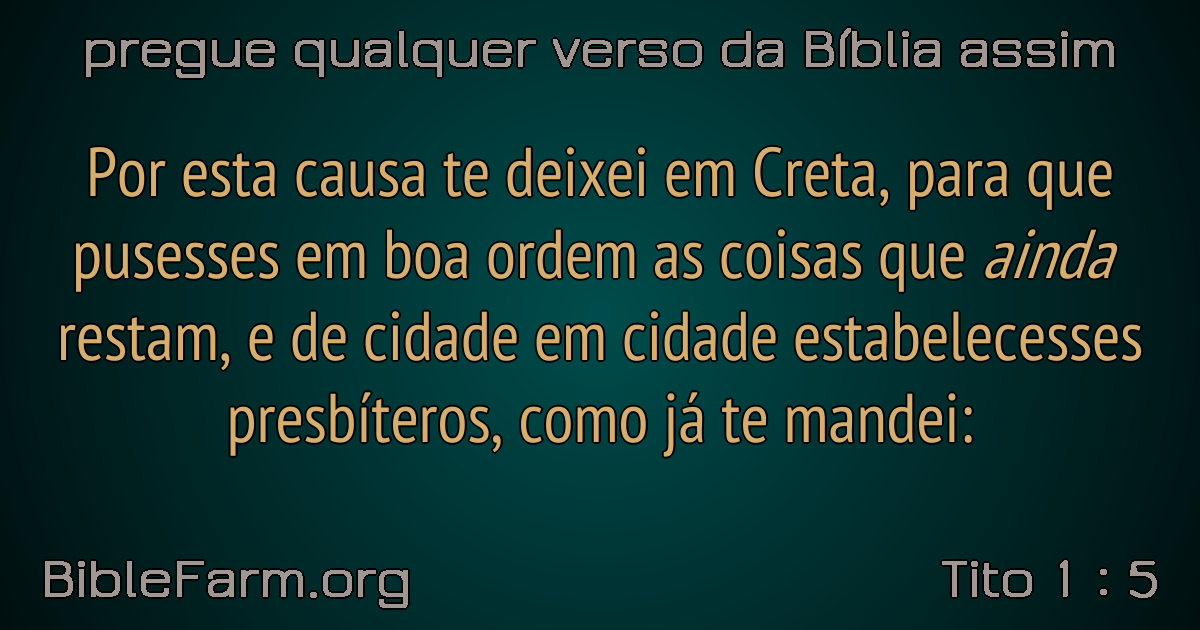 pregue qualquer verso da Bíblia assim
Por esta causa te deixei em Creta, para que
pusesses em boa ordem as coisas que ainda
restam, e de cidade em cidade estabelecesses
presbíteros, como já te mandei:
BibleFarm.org
Tito 1 : 5